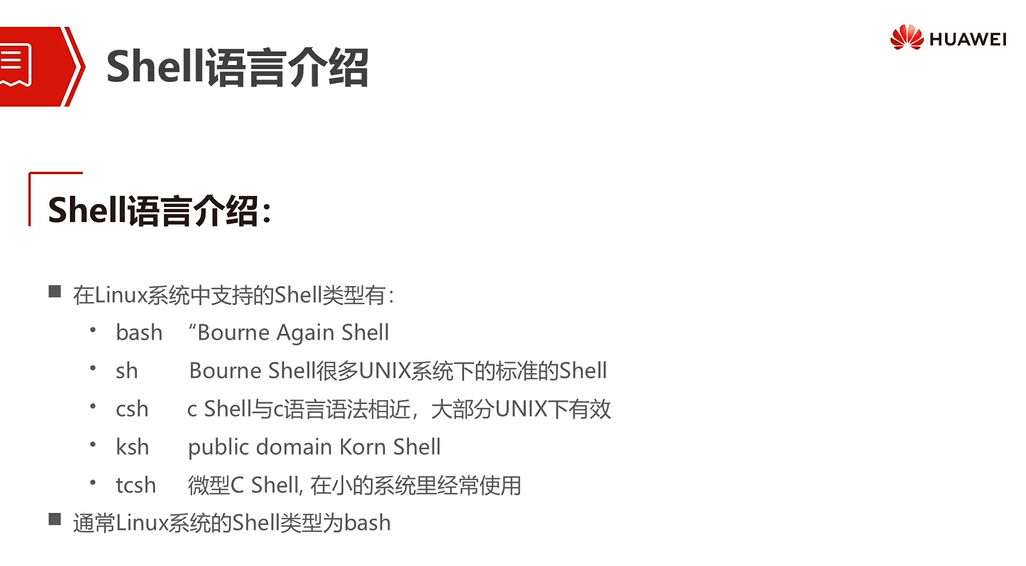 Shell语言介绍
HUAWEI
Shell语言介绍：
在Linux系统中支持的Shell类型有：
bash “Bourne Again Shell
sh Bourne Shell很多UNIX系统下的标准的Shell
csh c Shell与c语言语法相近，大部分UNIX下有效
ksh public domain Korn Shell
tcsh 微型C Shell, 在小的系统里经常使用
通常Linux系统的Shell类型为bash